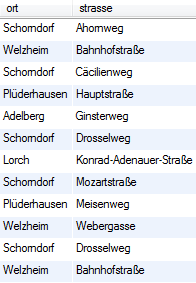 ort strasse
Schorndorf Ahornweg
Welzheim Bahnhofstraße
Schorndorf Cäcilienweg
Plüderhausen Hauptstraße
Adelberg Ginsterweg
Schorndorf Drosselweg
Lorch Konrad-Adenauer-Straße
Schorndorf Mozartstraße
Plüderhausen Meisenweg
Welzheim Webergasse
Schorndorf Drosselweg
Welzheim Bahnhofstraße